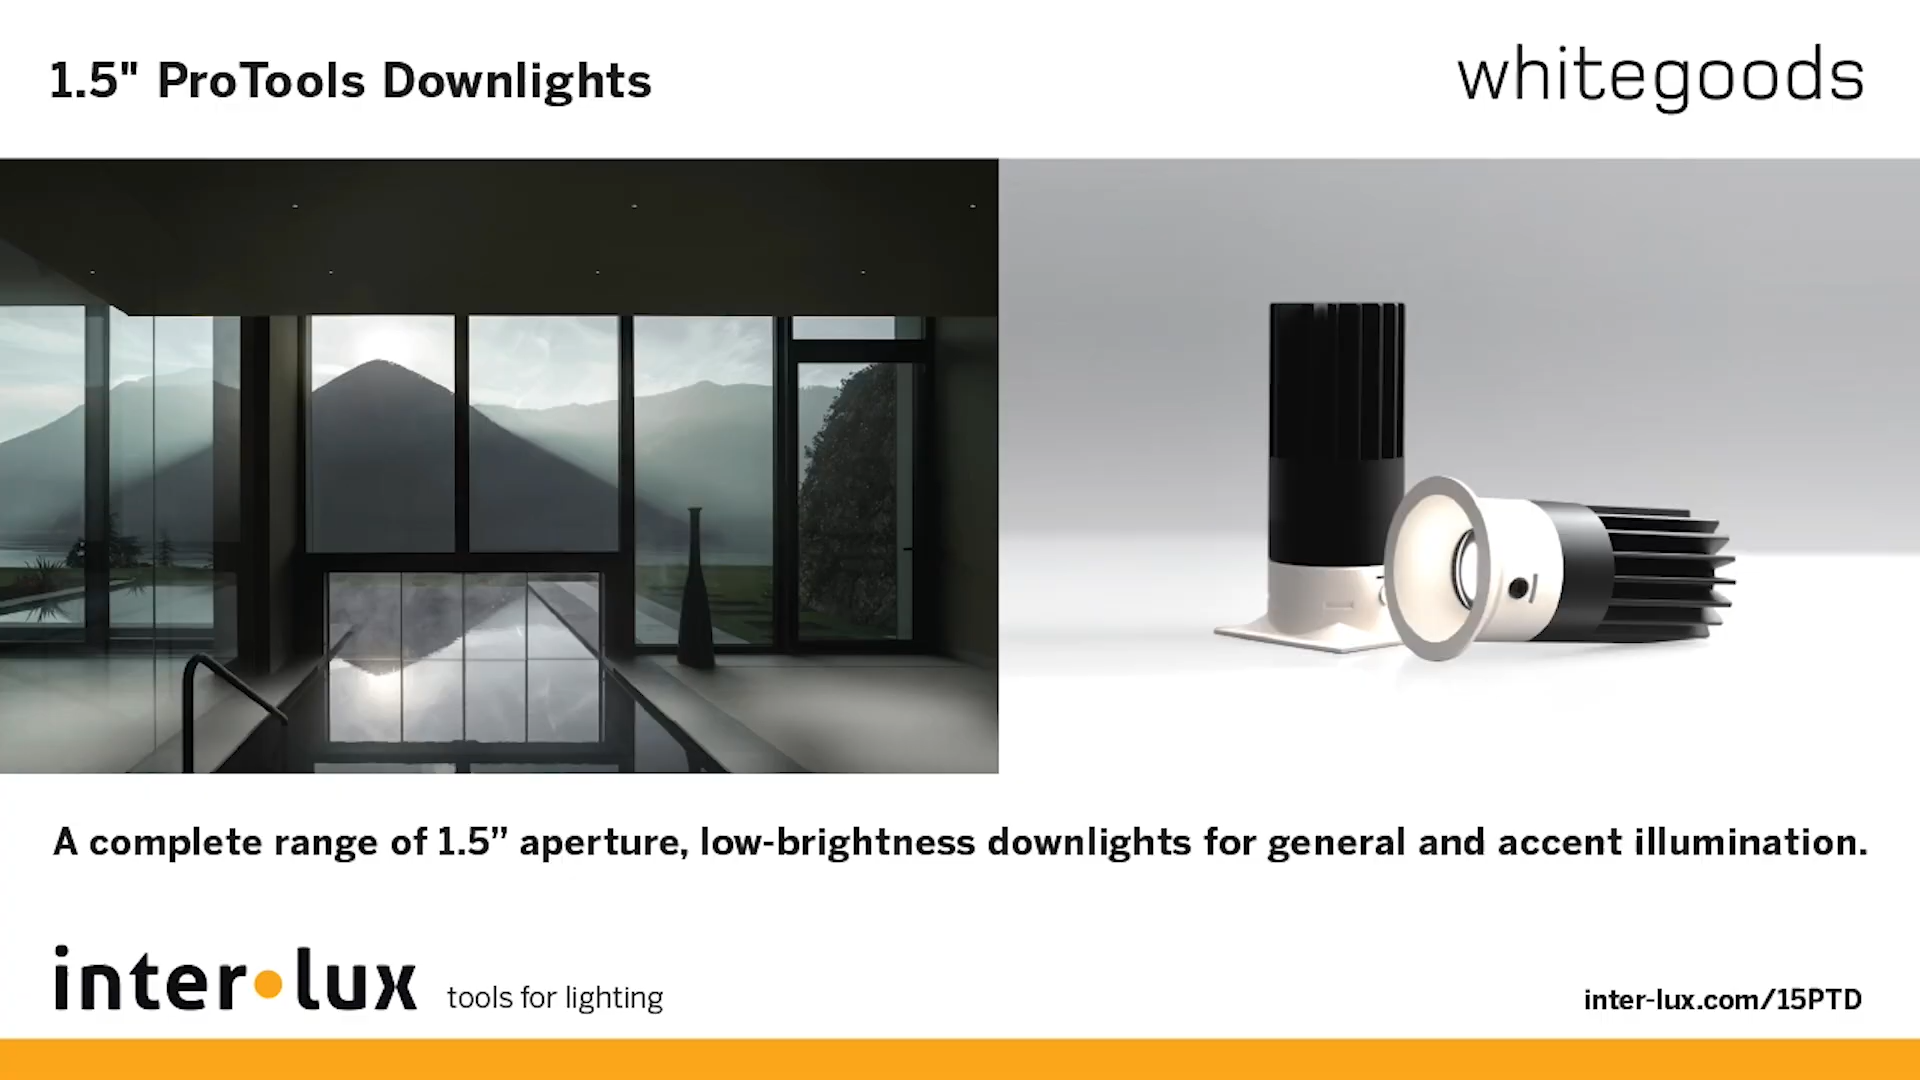 1.5" ProTools Downlights
whitegoods
A complete range of 1.5” aperture, low-brightness downlights for general and accent illumination.
inter•lux tools for lighting
inter-lux.com/15PTD